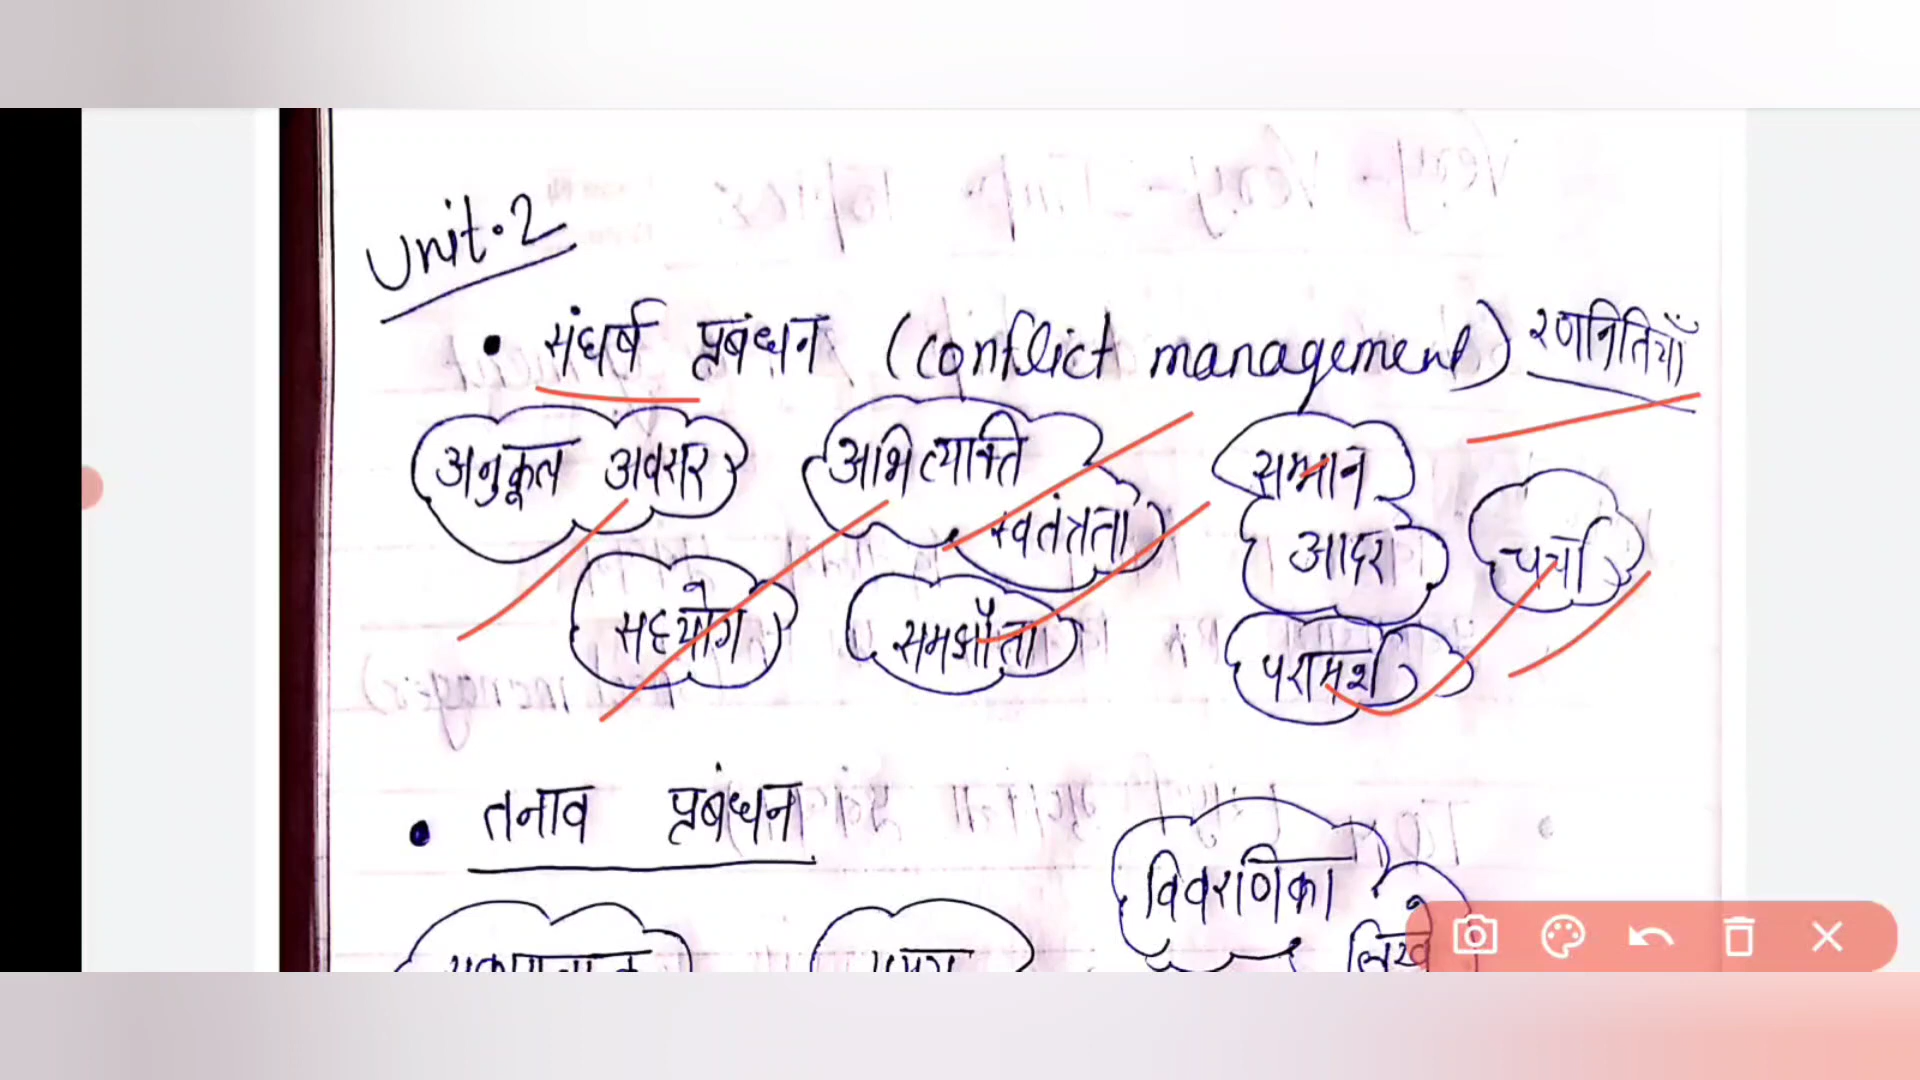 Unit-2
• संघर्ष प्रबंधन (conflict management) रणनितियाँ
अनुकूल अवसर
अभिव्यक्ति स्वतंत्रता
सम्मान
आदर
चर्चा
सहयोग
समझौता
परामर्श
• तनाव प्रबंधन
विवरणिका
लिखे